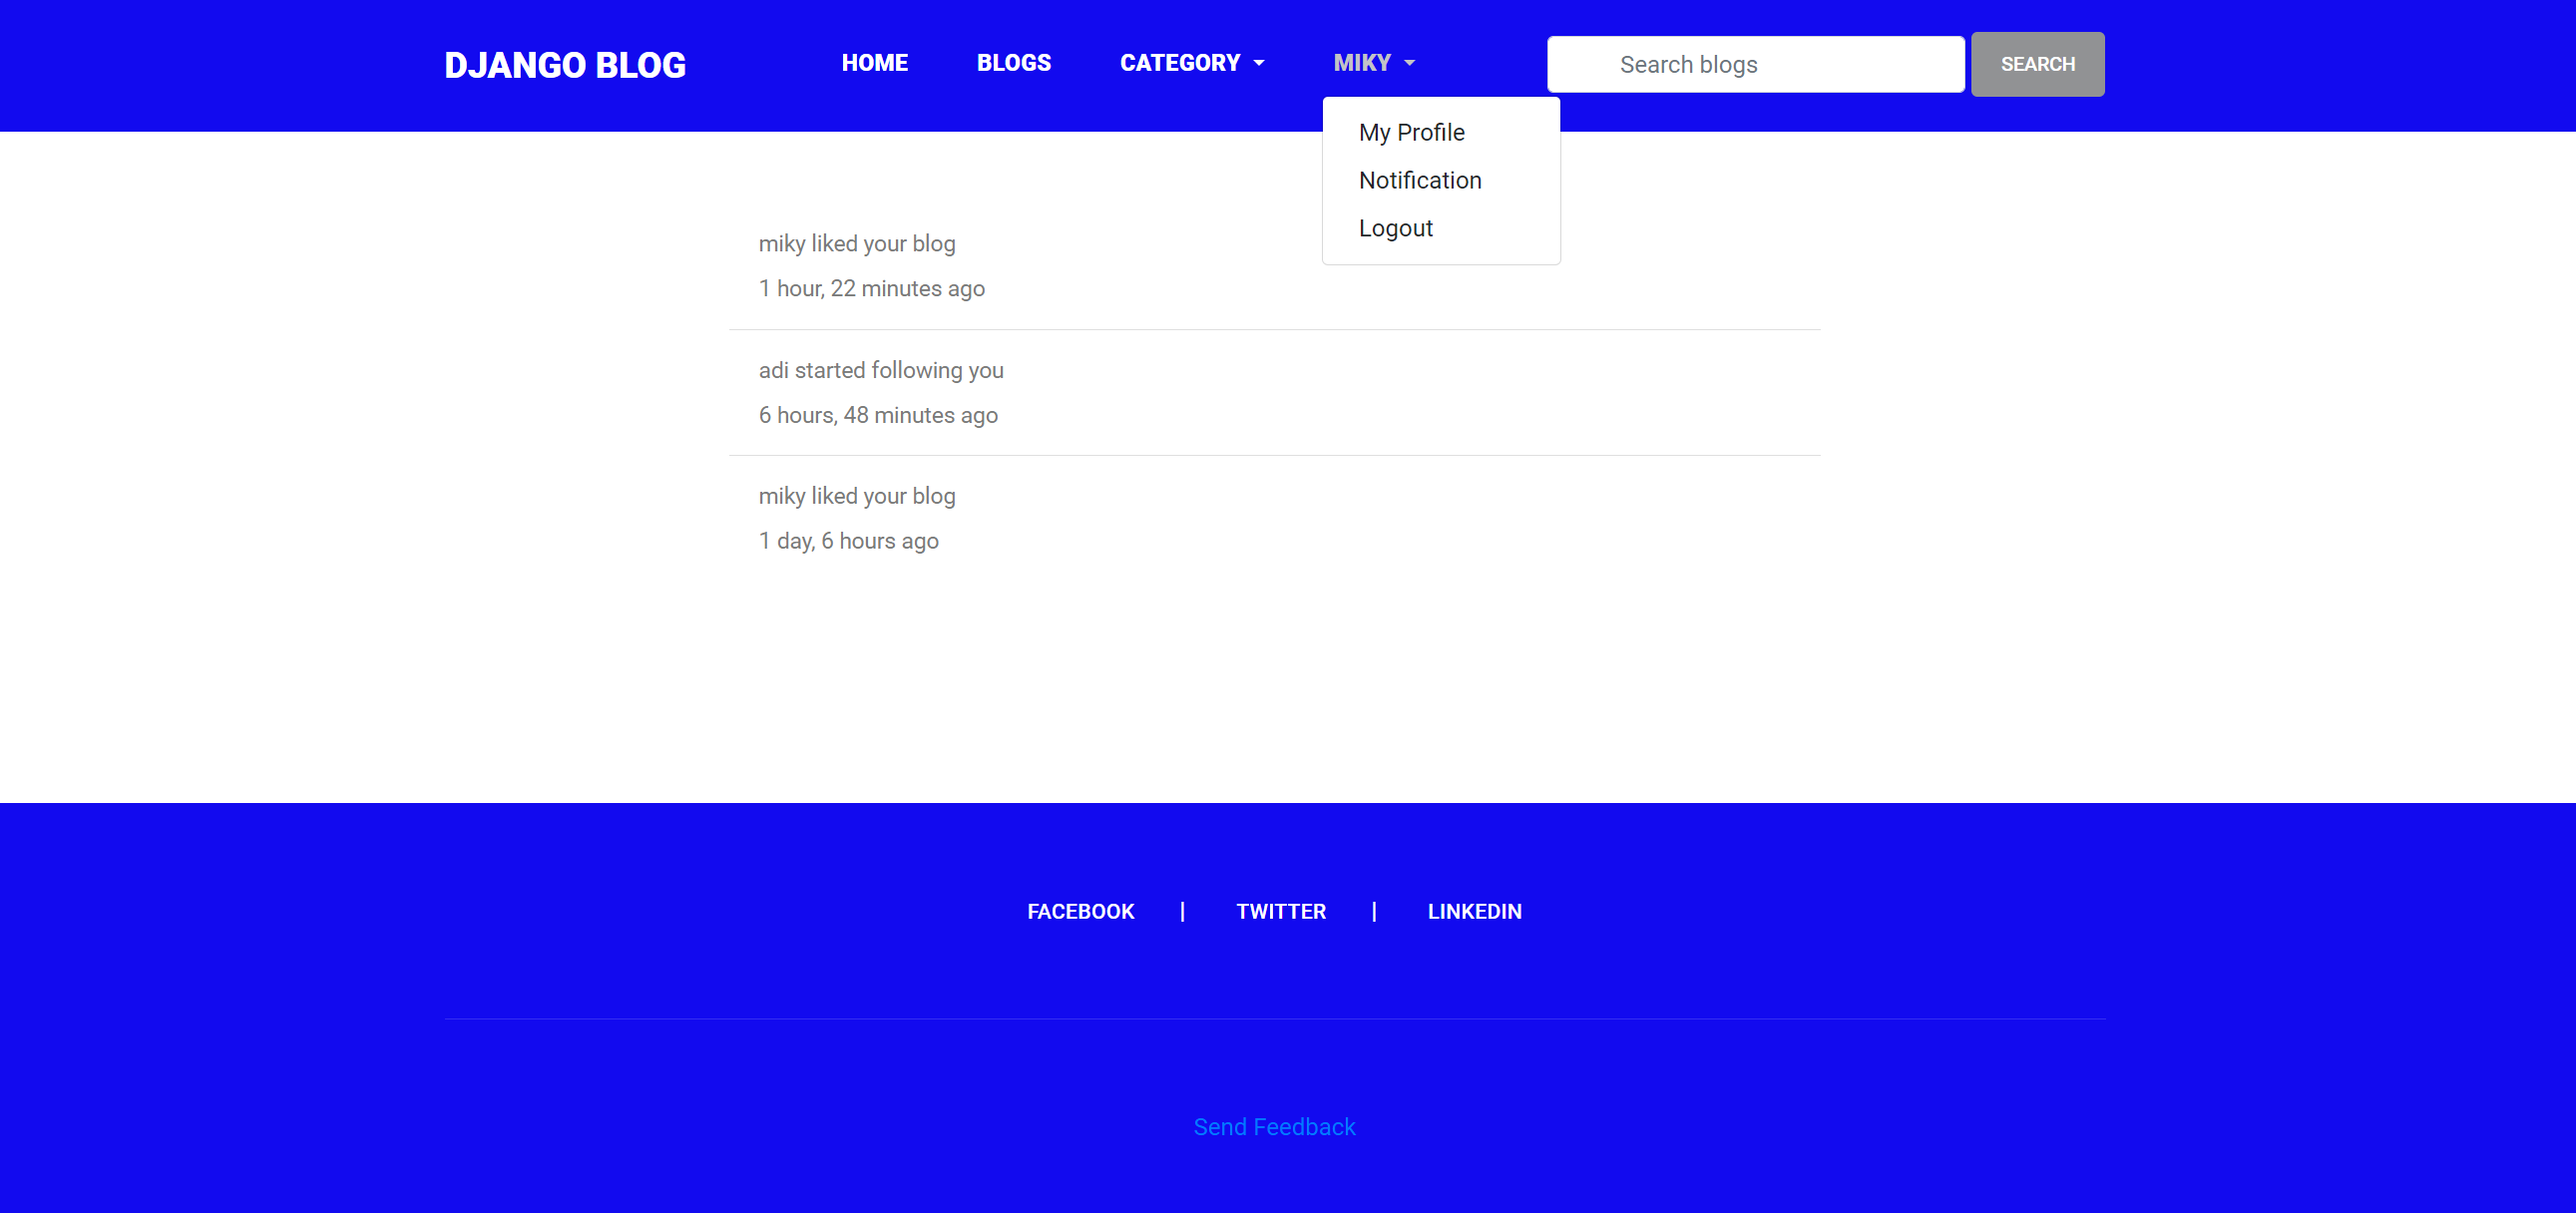 DJANGO BLOG
HOME BLOGS CATEGORY MIKY Search blogs SEARCH
My Profile
Notification
Logout
miky liked your blog
1 hour, 22 minutes ago
adi started following you
6 hours, 48 minutes ago
miky liked your blog
1 day, 6 hours ago
FACEBOOK | TWITTER | LINKEDIN
Send Feedback